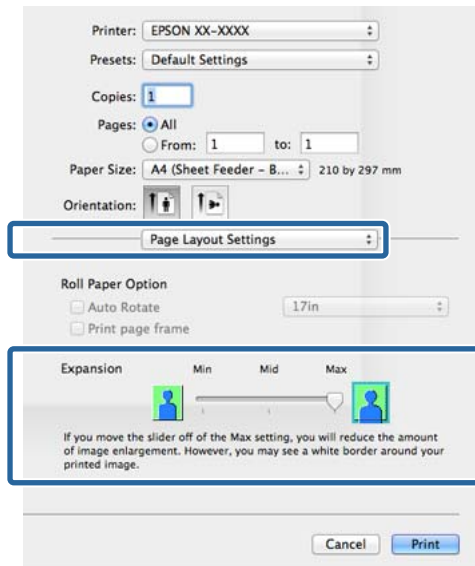 Printer: EPSON XX-XXXX
Presets: Default Settings
Copies: 1
Pages: All
From: 1 to: 1
Paper Size: A4 (Sheet Feeder – B... 210 by 297 mm
Orientation:
Page Layout Settings
Roll Paper Option
Auto Rotate 17in
Print page frame
Expansion Min Mid Max
If you move the slider off of the Max setting, you will reduce the amount
of image enlargement. However, you may see a white border around your
printed image.
Cancel Print